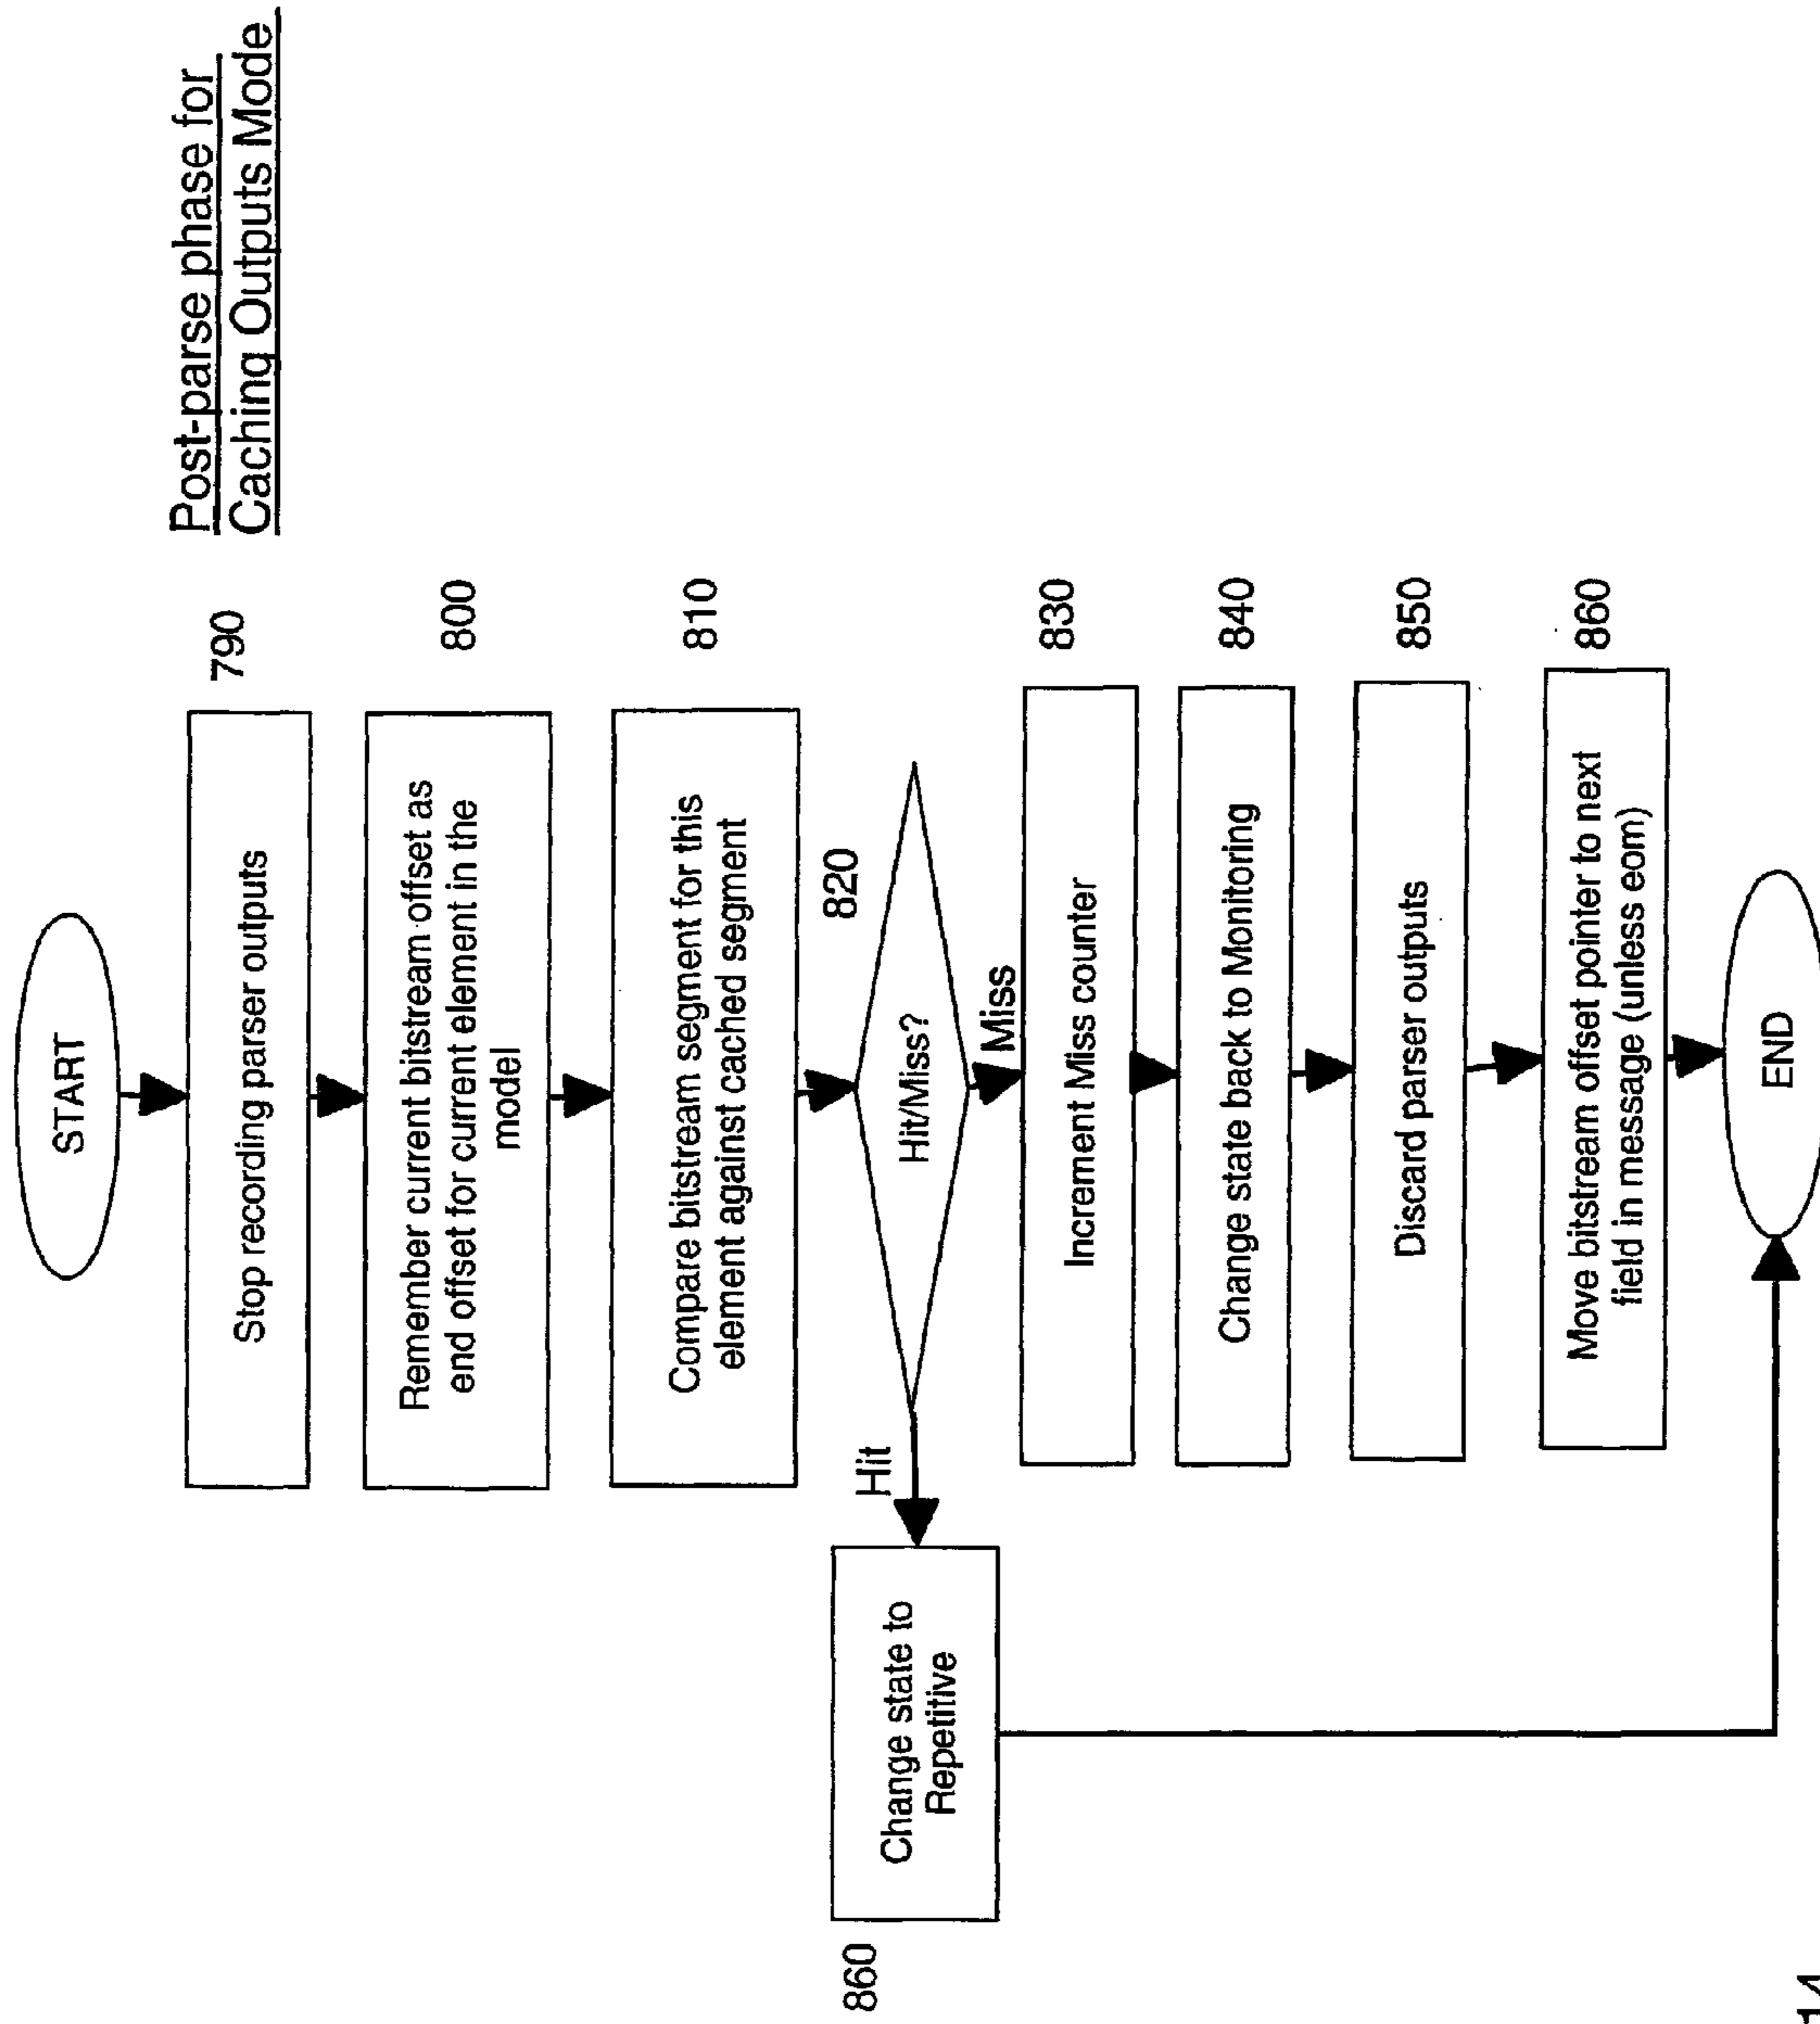 Post-parse phase for
Caching Outputs Mode
START
790
Stop recording parser outputs
800
Remember current bitstream offset as
end offset for current element in the
model
810
Compare bitstream segment for this
element against cached segment
820
Hit/Miss?
Hit
Miss
860
Change state to
Repetitive
830
Increment Miss counter
840
Change state back to Monitoring
850
Discard parser outputs
860
Move bitstream offset pointer to next
field in message (unless eom)
END
14